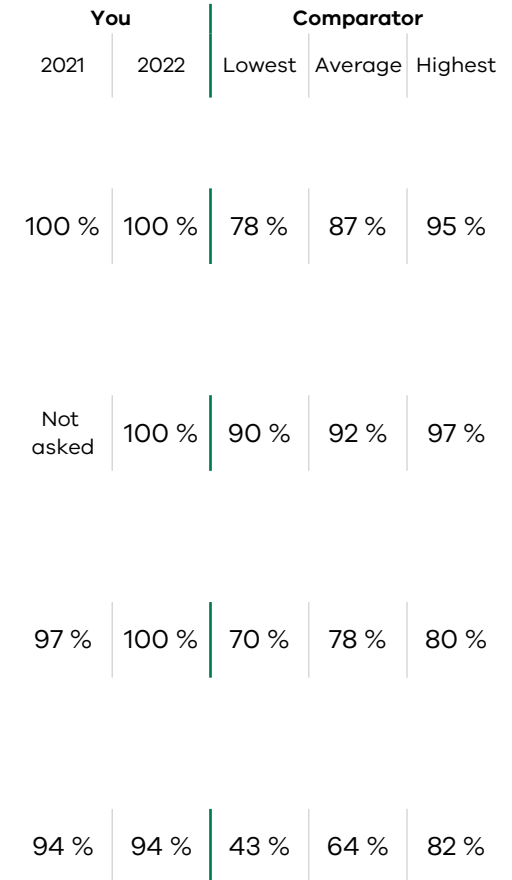 You Comparator
2021 2022 Lowest Average Highest
100 % 100 % 78 % 87 % 95 %
Not
asked 100 % 90 % 92 % 97 %
97 % 100 % 70 % 78 % 80 %
94 % 94 % 43 % 64 % 82 %